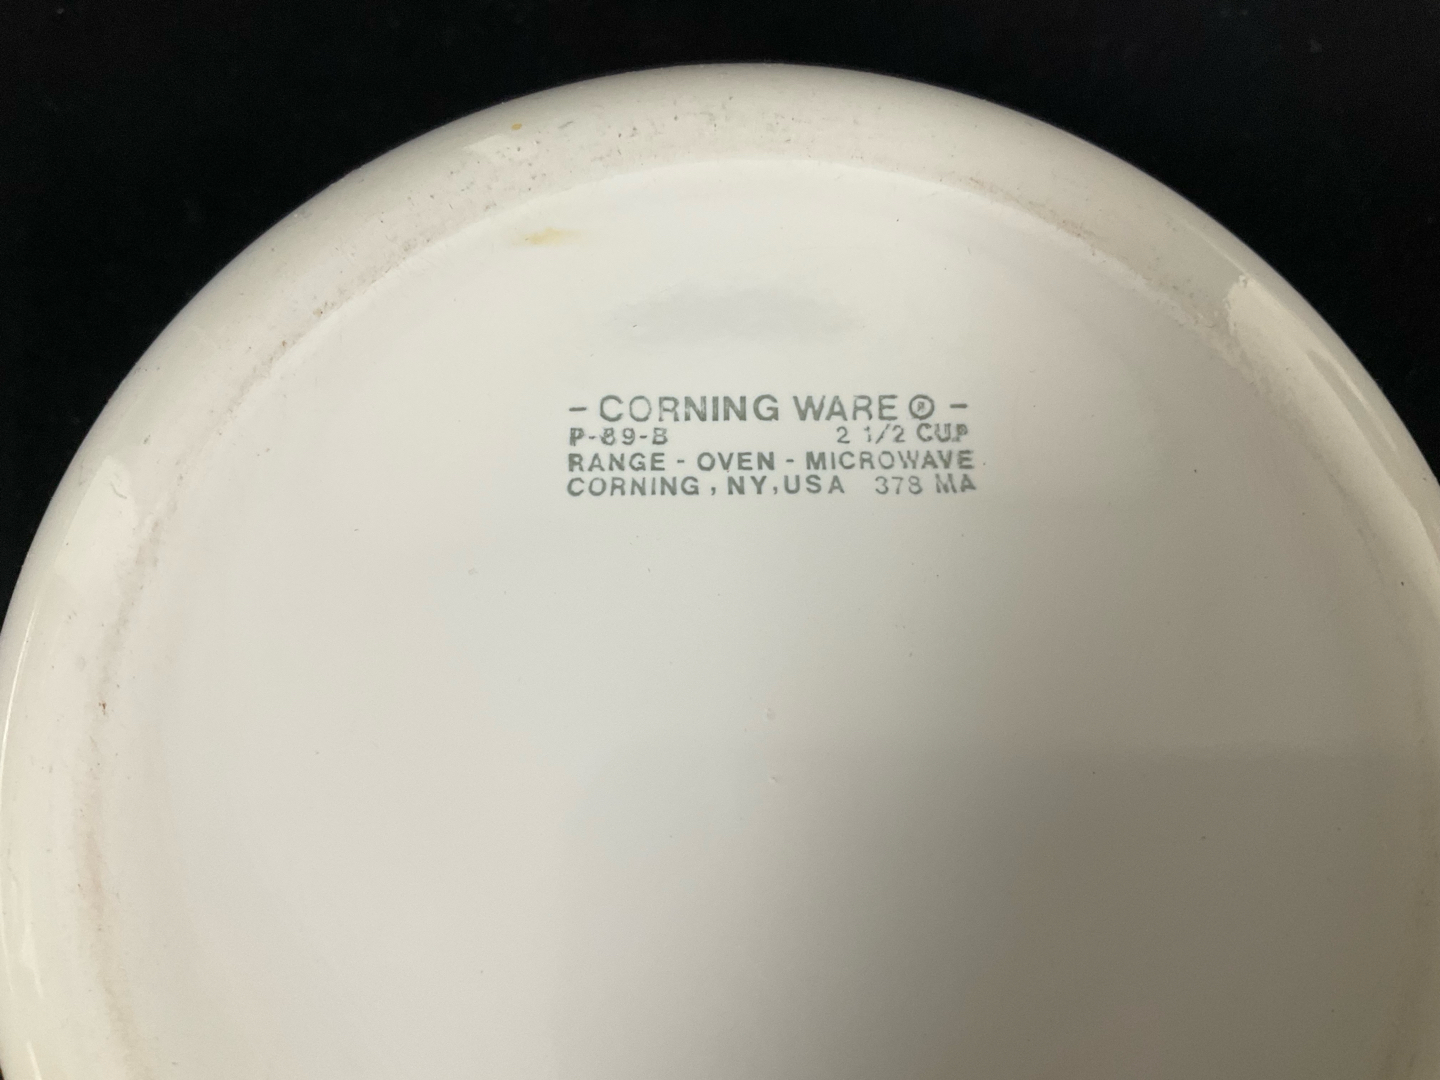 - CORNING WARE ® -
P-89-B 2 1/2 CUP
RANGE - OVEN - MICROWAVE
CORNING, NY, USA 378 MA